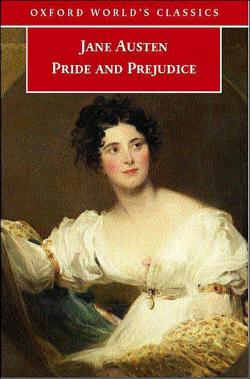 OXFORD WORLD'S CLASSICS
JANE AUSTEN
PRIDE AND PREJUDICE